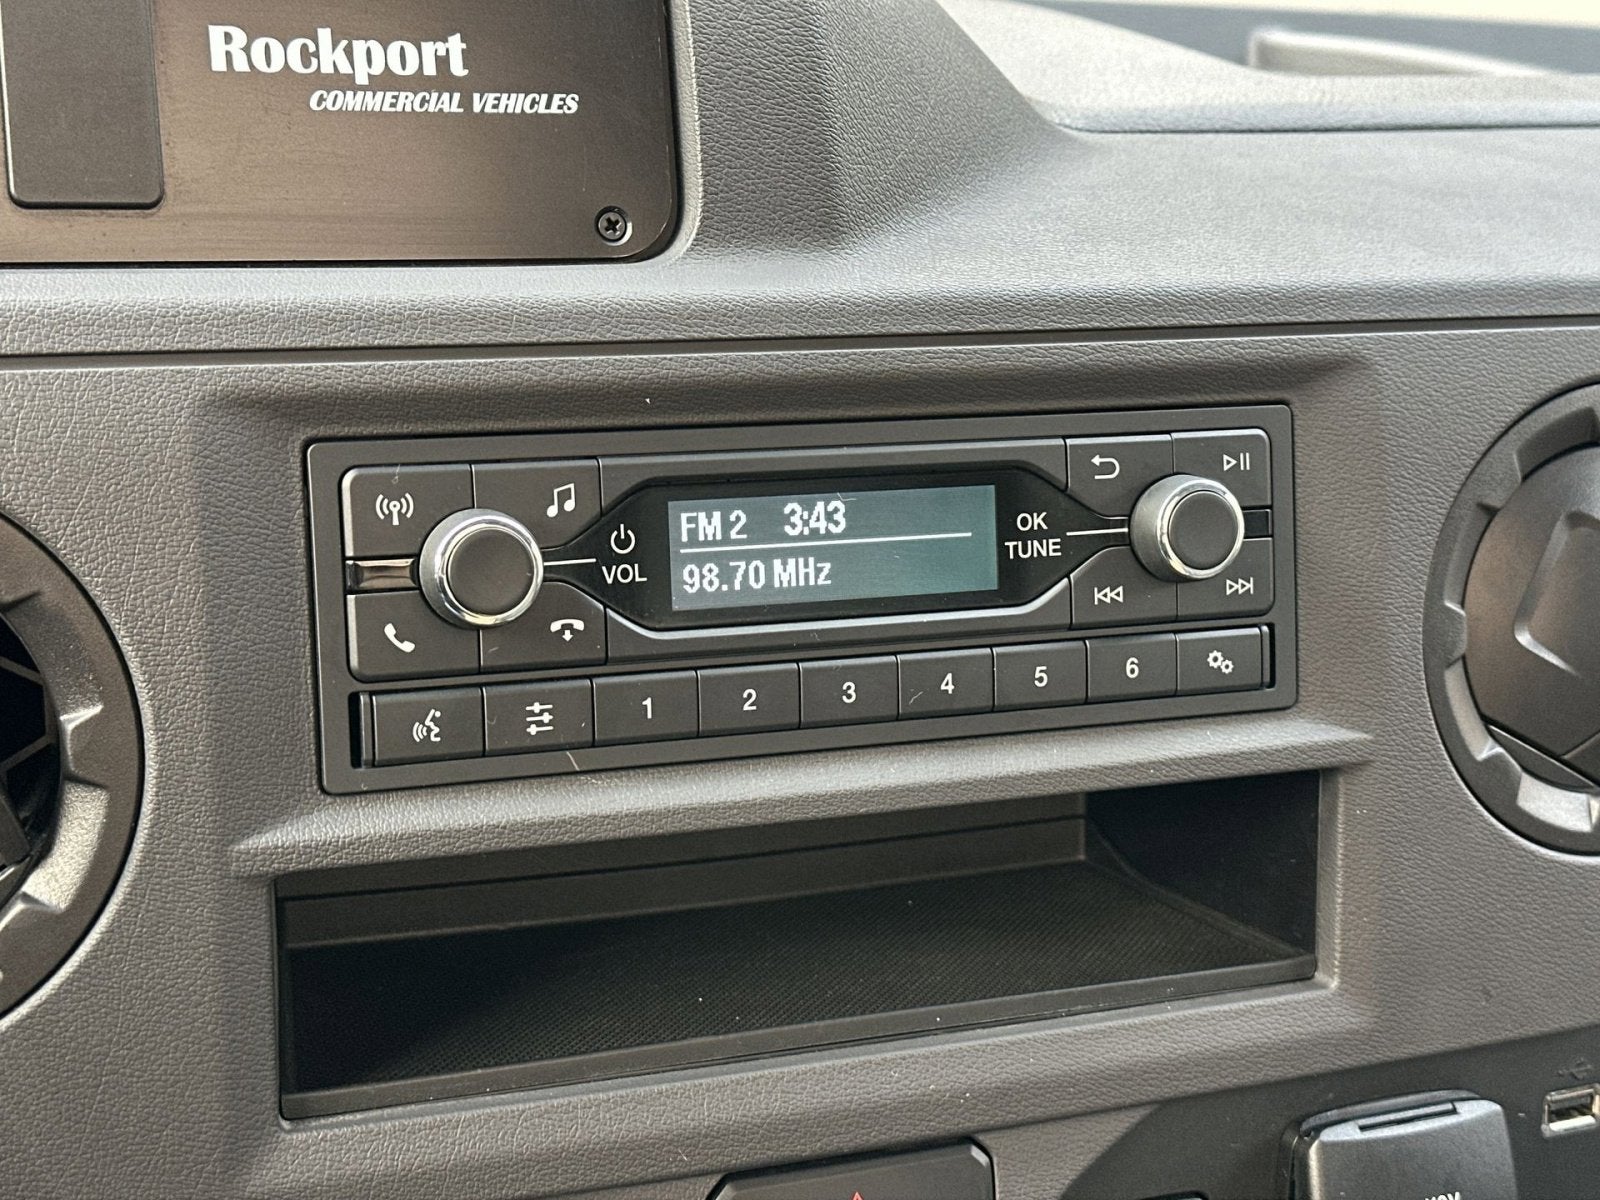 Rockport
COMMERCIAL VEHICLES
FM 2 3:43
98.70 MHz
VOL
OK
TUNE
1 2 3 4 5 6